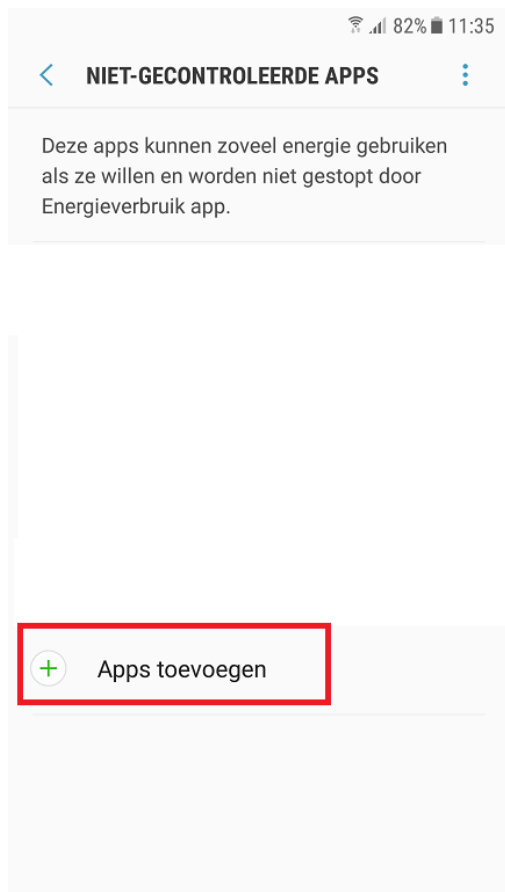 82% 11:35
NIET-GECONTROLEERDE APPS
Deze apps kunnen zoveel energie gebruiken
als ze willen en worden niet gestopt door
Energieverbruik app.
Apps toevoegen